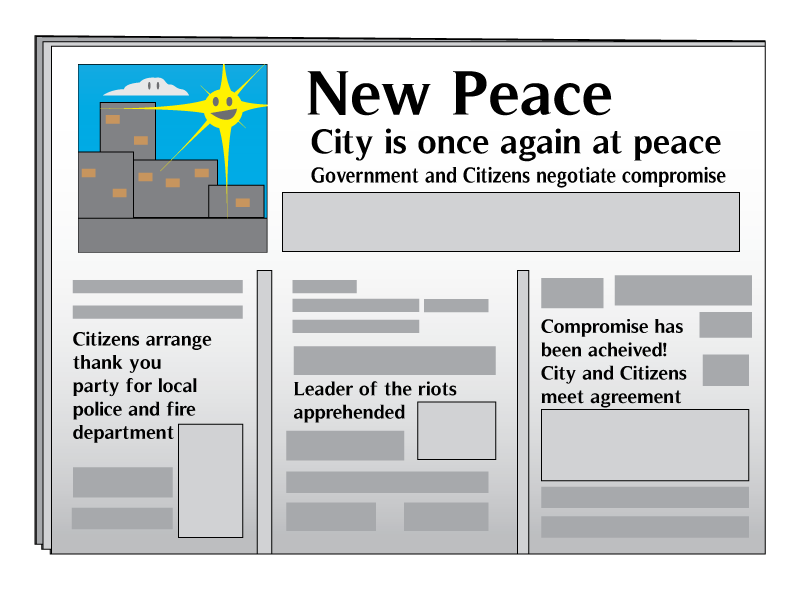 New Peace
City is once again at peace
Government and Citizens negotiate compromise
Citizens arrange
thank you
party for local
police and fire
department
Leader of the riots
apprehended
Compromise has
been acheived!
City and Citizens
meet agreement